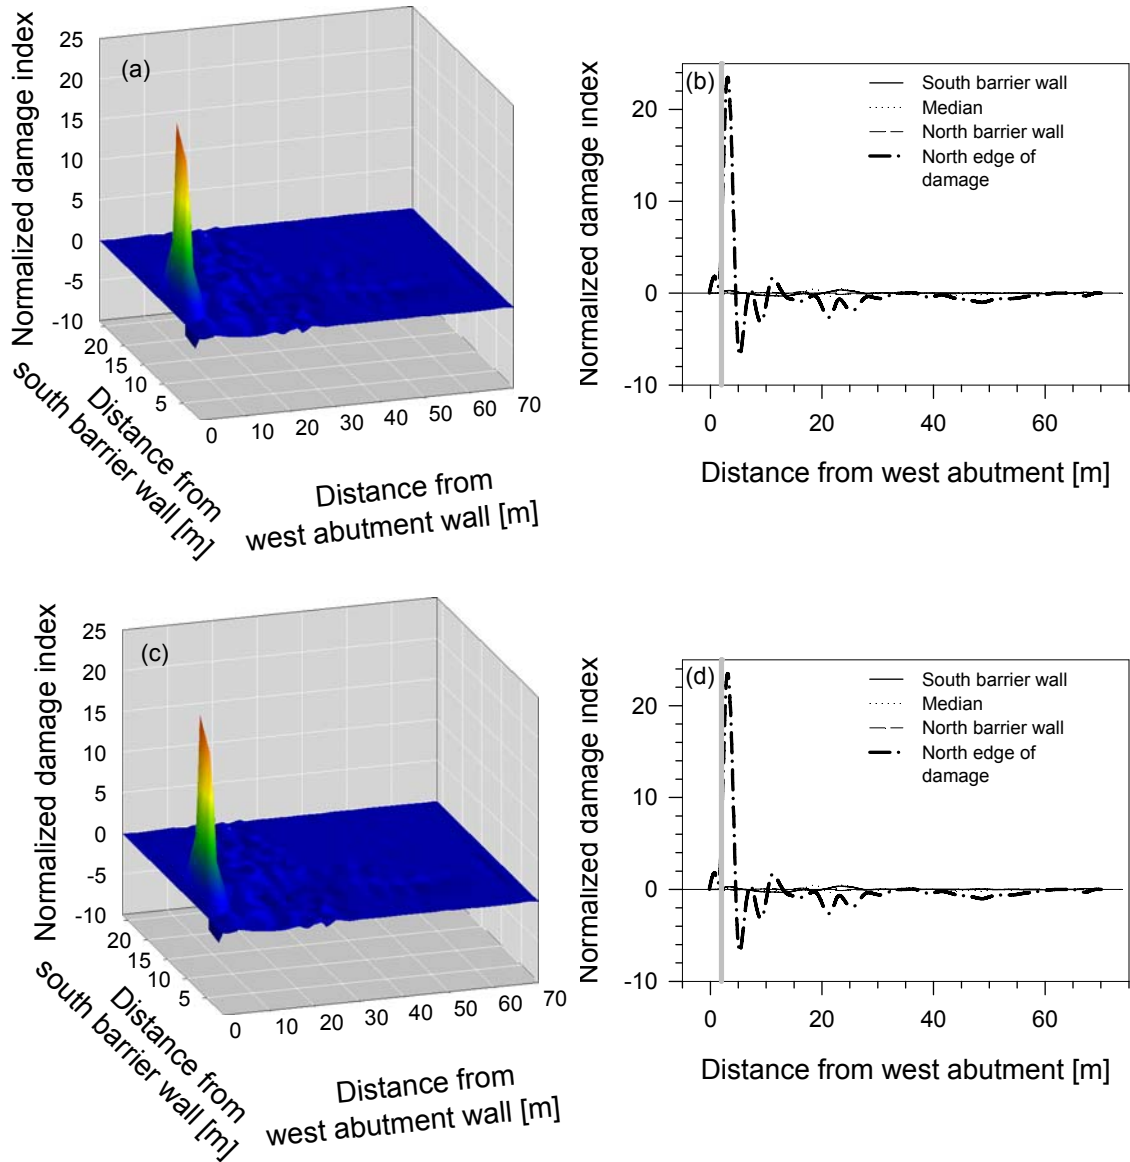 (a)
Normalized damage index
25
20
15
10
5
0
-5
-10
20
15
10
5
0
10
20
30
40
50
60
70
Distance from
south barrier wall [m]
Distance from
west abutment wall [m]
(b)
Normalized damage index
20
10
0
-10
0
20
40
60
South barrier wall
Median
North barrier wall
North edge of
damage
Distance from west abutment [m]
(c)
Normalized damage index
25
20
15
10
5
0
-5
-10
20
15
10
5
0
10
20
30
40
50
60
70
Distance from
south barrier wall [m]
Distance from
west abutment wall [m]
(d)
Normalized damage index
20
10
0
-10
0
20
40
60
South barrier wall
Median
North barrier wall
North edge of
damage
Distance from west abutment [m]